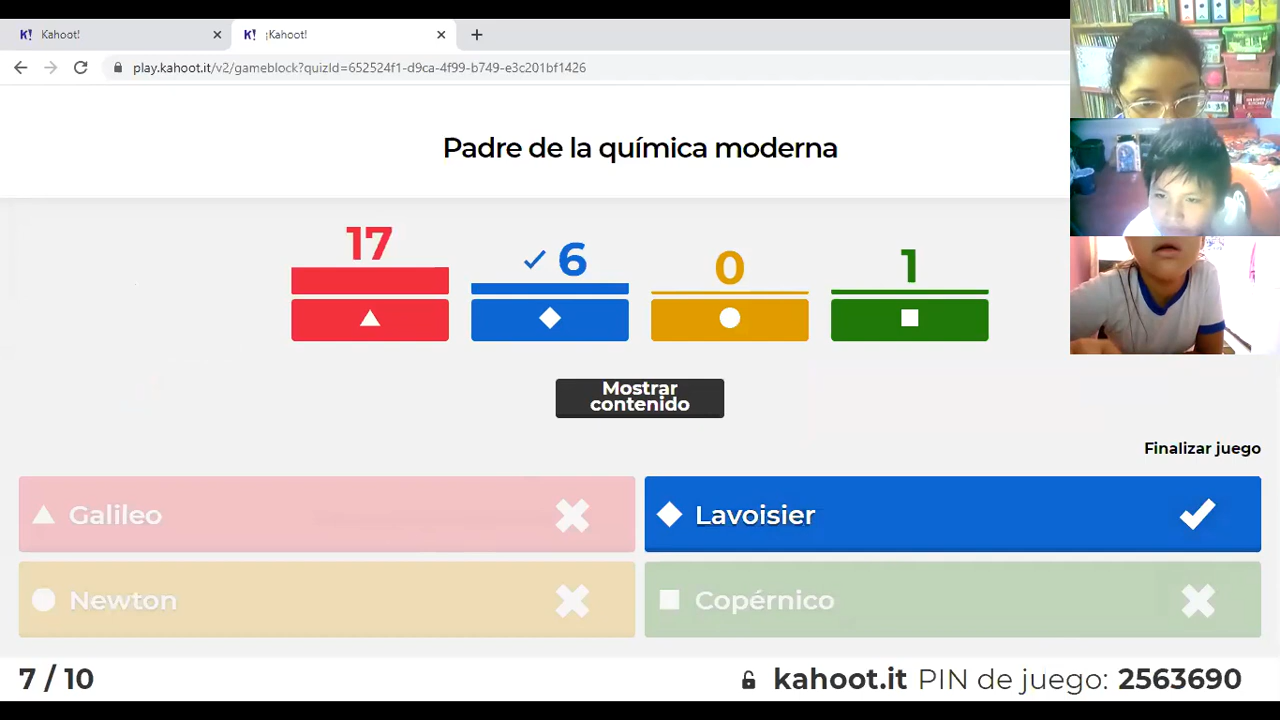 K! Kahoot!
K! ¡Kahoot!
play.kahoot.it/v2/gameblock?quizId=652524f1-d9ca-4f99-b749-e3c201bf1426
Padre de la química moderna
17
6
0
1
Mostrar
contenido
Finalizar juego
Galileo
Lavoisier
Newton
Copérnico
7 / 10
kahoot.it PIN de juego: 2563690